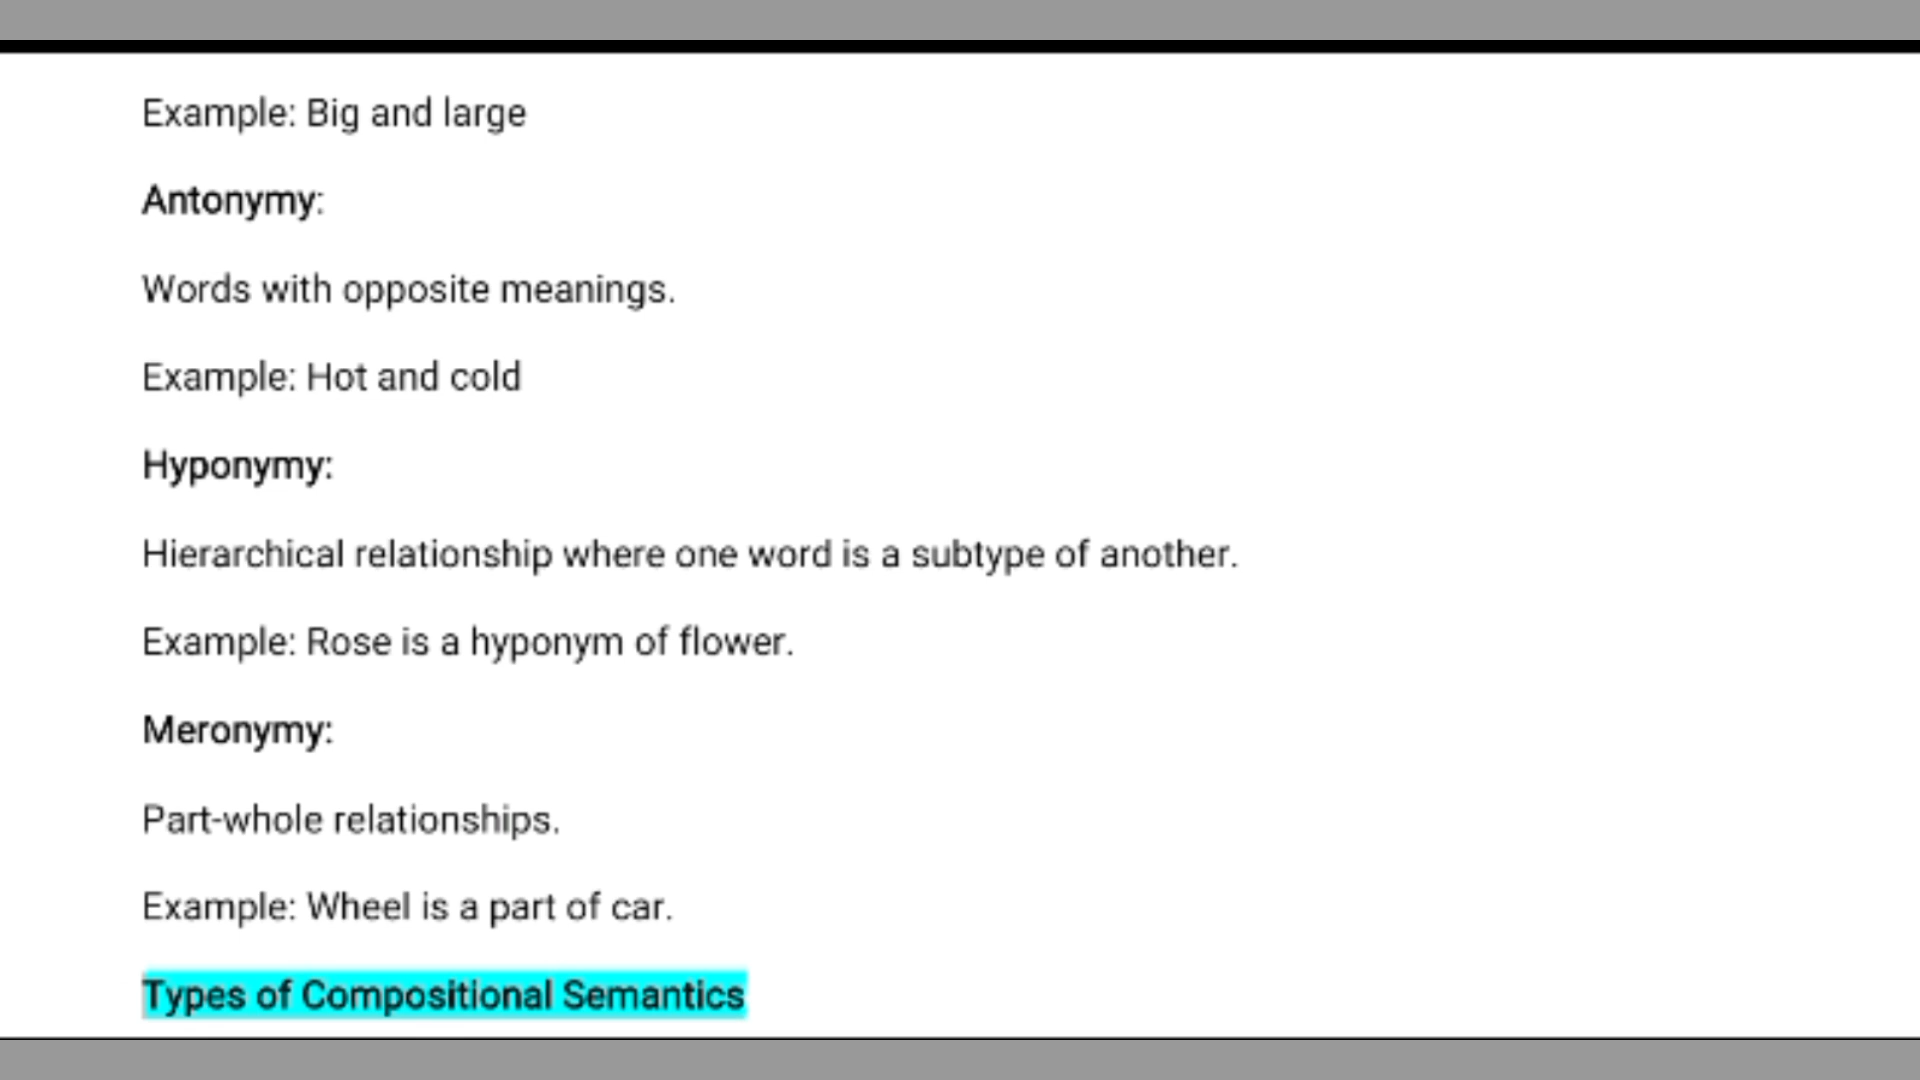 Example: Big and large
Antonymy:
Words with opposite meanings.
Example: Hot and cold
Hyponymy:
Hierarchical relationship where one word is a subtype of another.
Example: Rose is a hyponym of flower.
Meronymy:
Part-whole relationships.
Example: Wheel is a part of car.
Types of Compositional Semantics